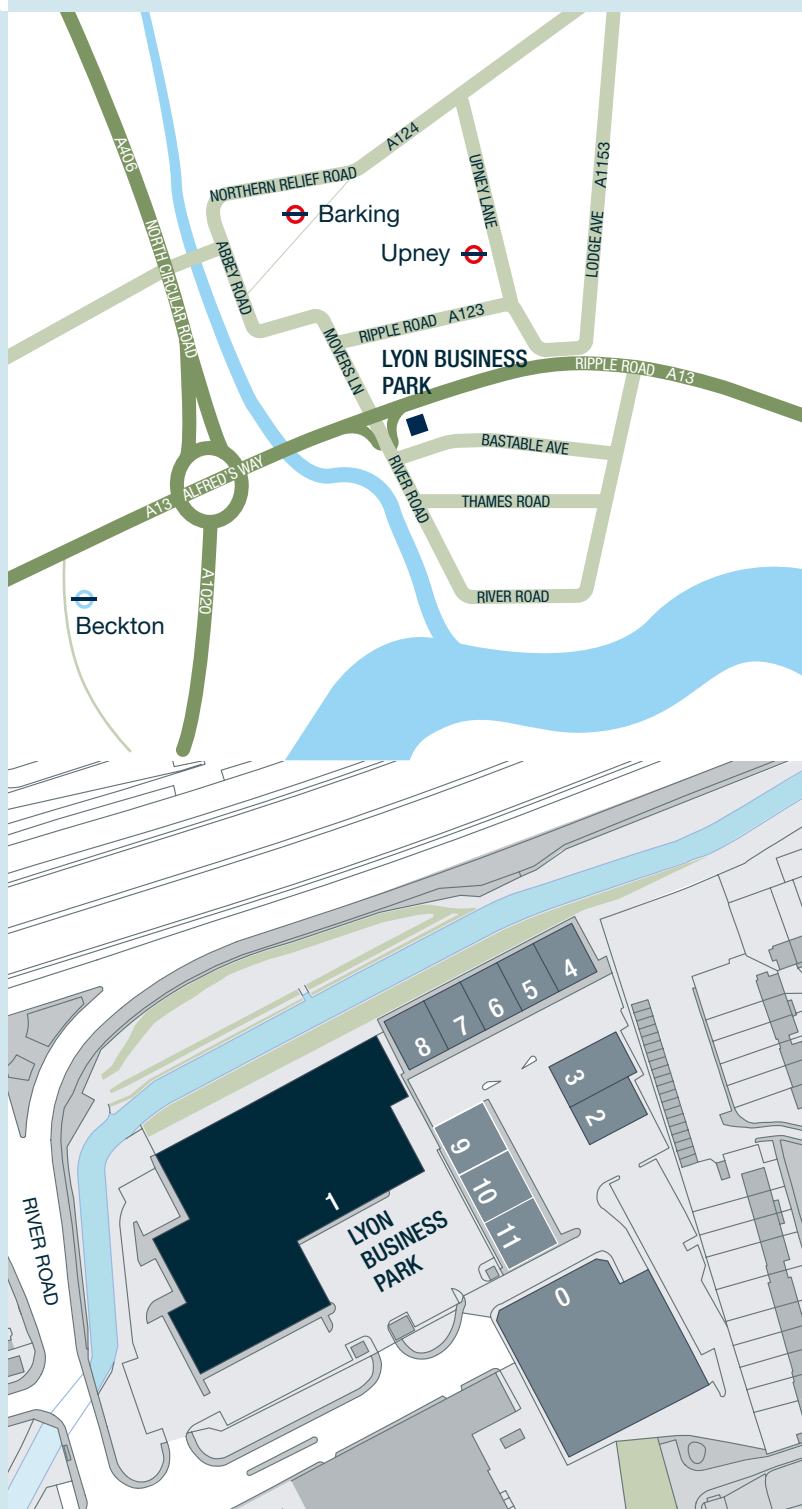 A124
A406
NORTHERN RELIEF ROAD
UPNEY LANE
LODGE AVE A1153
Barking
Upney
NORTH CIRCULAR ROAD
ABBEY ROAD
RIPPLE ROAD A123
MOVERS LN
LYON BUSINESS
PARK
RIPPLE ROAD A13
BASTABLE AVE
A13 ALFRED'S WAY
RIVER ROAD
THAMES ROAD
A1020
RIVER ROAD
Beckton
4
5
6
7
8
3
2
9
10
11
1
LYON
BUSINESS
PARK
RIVER ROAD
0